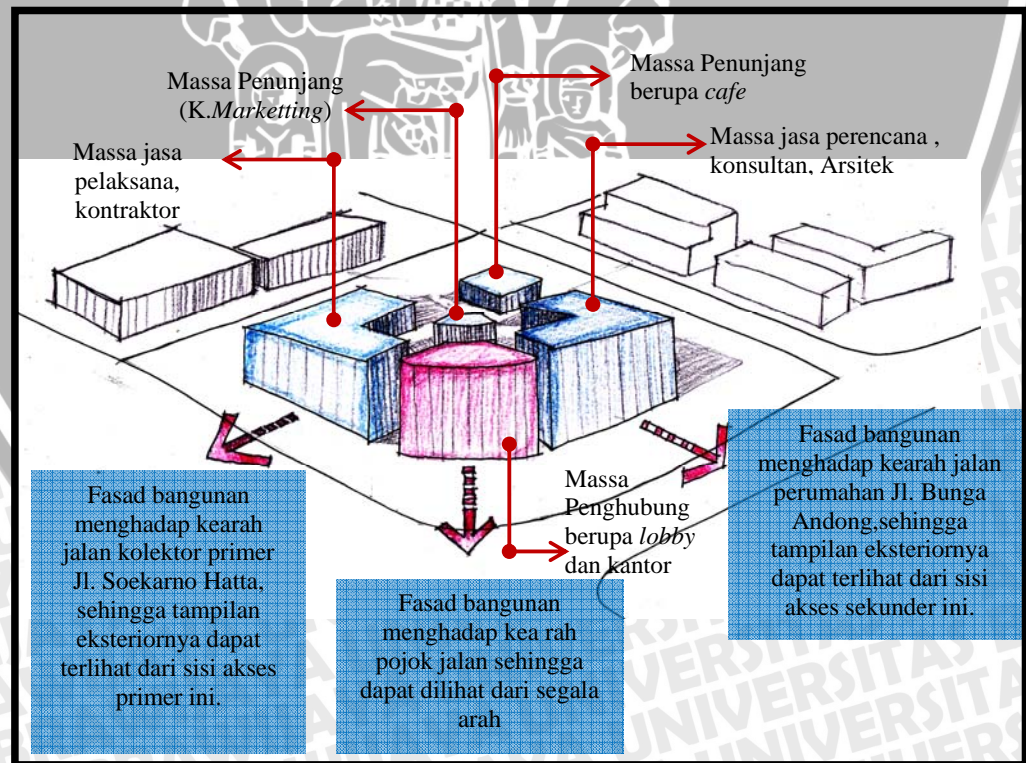 Massa Penunjang
(K.Marketting)
Massa Penunjang
berupa cafe
Massa jasa
pelaksana,
kontraktor
Massa jasa perencana ,
konsultan, Arsitek
Massa
Penghubung
berupa lobby
dan kantor
Fasad bangunan
menghadap kearah
jalan kolektor primer
Jl. Soekarno Hatta,
sehingga tampilan
eksteriornya dapat
terlihat dari sisi akses
primer ini.
Fasad bangunan
menghadap kea rah
pojok jalan sehingga
dapat dilihat dari segala
arah
Fasad bangunan
menghadap kearah jalan
perumahan Jl. Bunga
Andong,sehingga
tampilan eksteriornya
dapat terlihat dari sisi
akses sekunder ini.